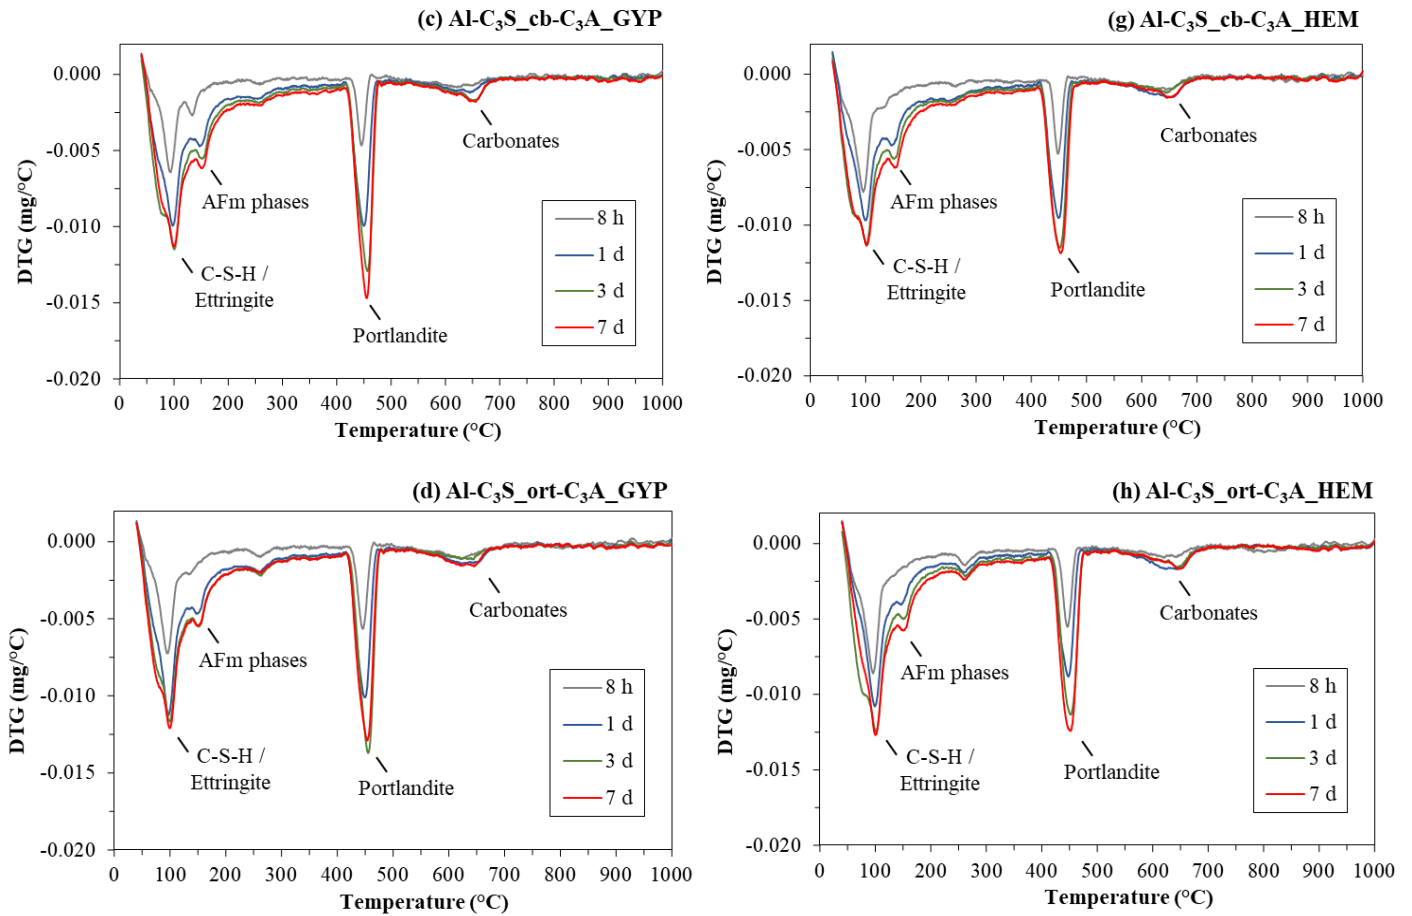 (c) Al-C₃S_cb-C₃A_GYP
0.000
-0.005
-0.010
-0.015
-0.020
DTG (mg/°C)
Carbonates
AFm phases
C-S-H /
Ettringite
Portlandite
8 h
1 d
3 d
7 d
0 100 200 300 400 500 600 700 800 900 1000
Temperature (°C)
(g) Al-C₃S_cb-C₃A_HEM
0.000
-0.005
-0.010
-0.015
-0.020
DTG (mg/°C)
Carbonates
AFm phases
C-S-H /
Ettringite
Portlandite
8 h
1 d
3 d
7 d
0 100 200 300 400 500 600 700 800 900 1000
Temperature (°C)
(d) Al-C₃S_ort-C₃A_GYP
0.000
-0.005
-0.010
-0.015
-0.020
DTG (mg/°C)
Carbonates
AFm phases
C-S-H /
Ettringite
Portlandite
8 h
1 d
3 d
7 d
0 100 200 300 400 500 600 700 800 900 1000
Temperature (°C)
(h) Al-C₃S_ort-C₃A_HEM
0.000
-0.005
-0.010
-0.015
-0.020
DTG (mg/°C)
Carbonates
AFm phases
C-S-H /
Ettringite
Portlandite
8 h
1 d
3 d
7 d
0 100 200 300 400 500 600 700 800 900 1000
Temperature (°C)